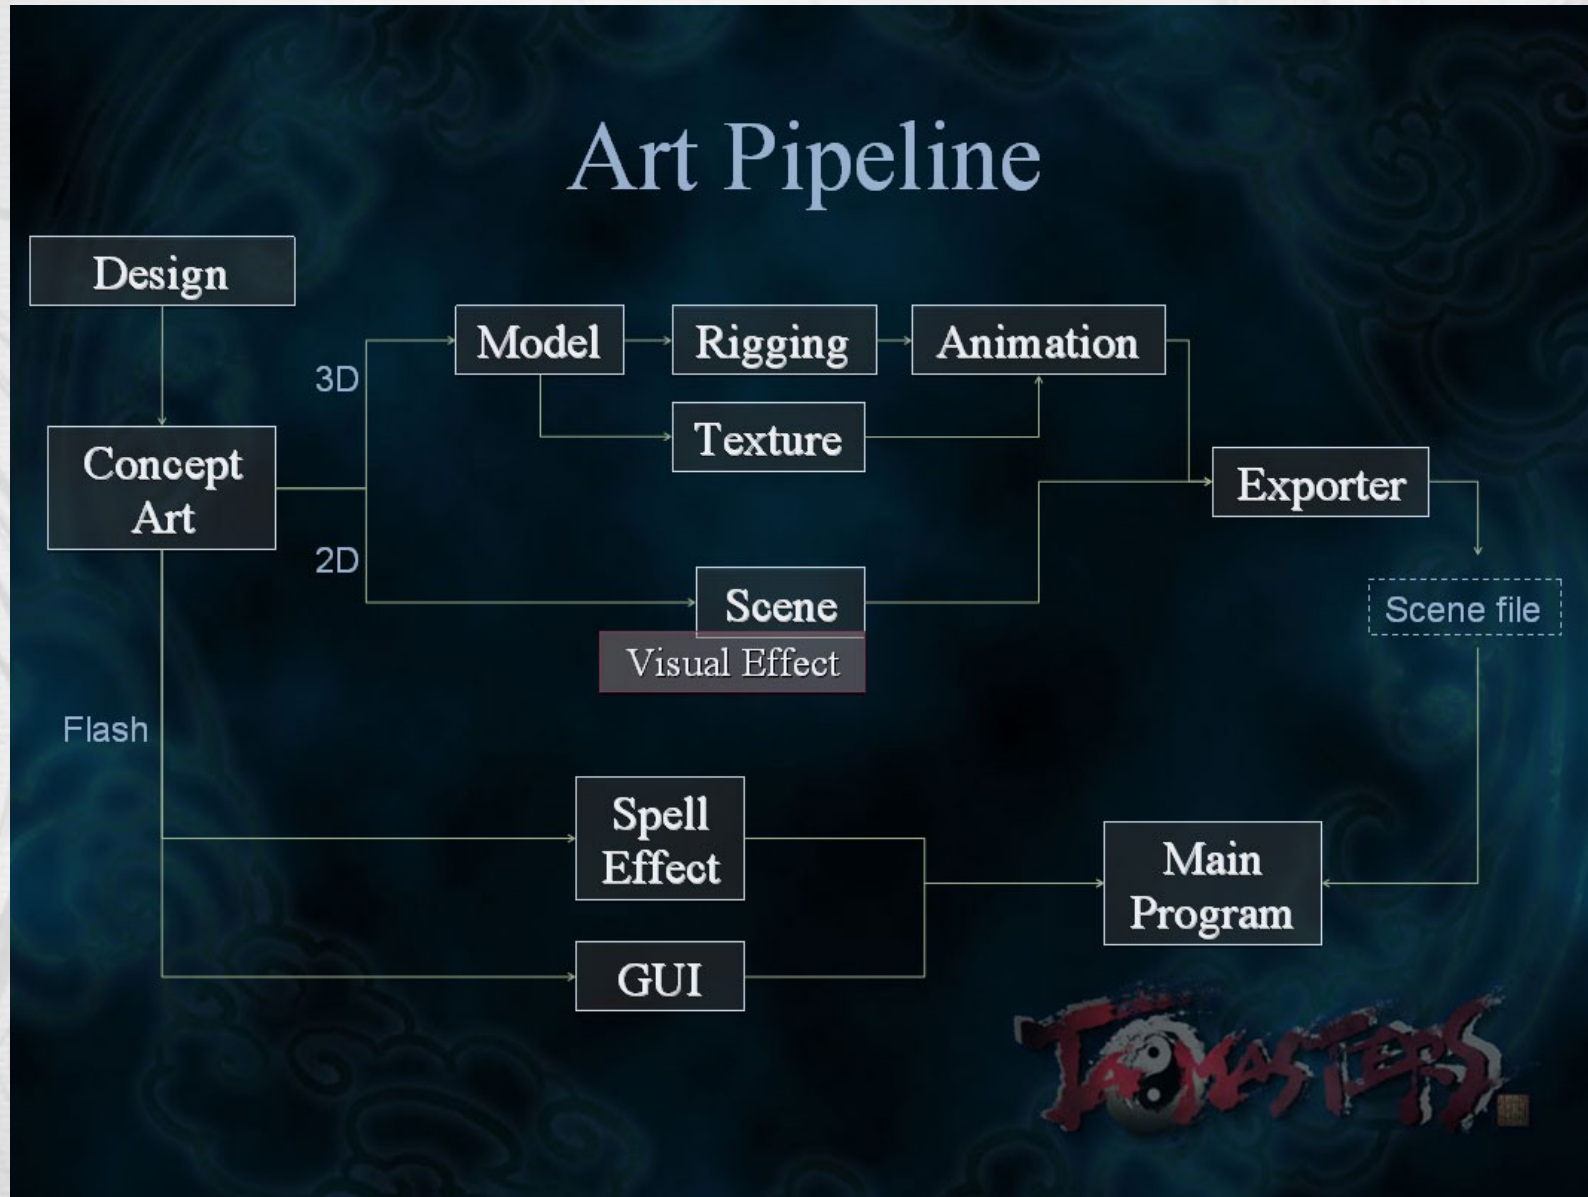 Art Pipeline
Design
Model
Rigging
Animation
3D
Texture
Concept
Art
Exporter
2D
Scene
Scene file
Visual Effect
Flash
Spell
Effect
Main
Program
GUI
TAOMASTERS